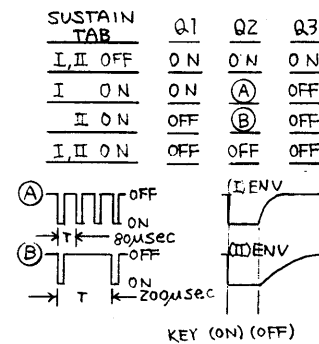 SUSTAIN TAB Q1 Q2 Q3
I, II OFF ON ON ON
I ON ON Ⓐ OFF
II ON OFF Ⓑ OFF
I, II ON OFF OFF OFF
Ⓐ OFF (I) ENV
ON
T 80μsec
Ⓑ OFF (II) ENV
ON
T 200μsec
KEY (ON) (OFF)